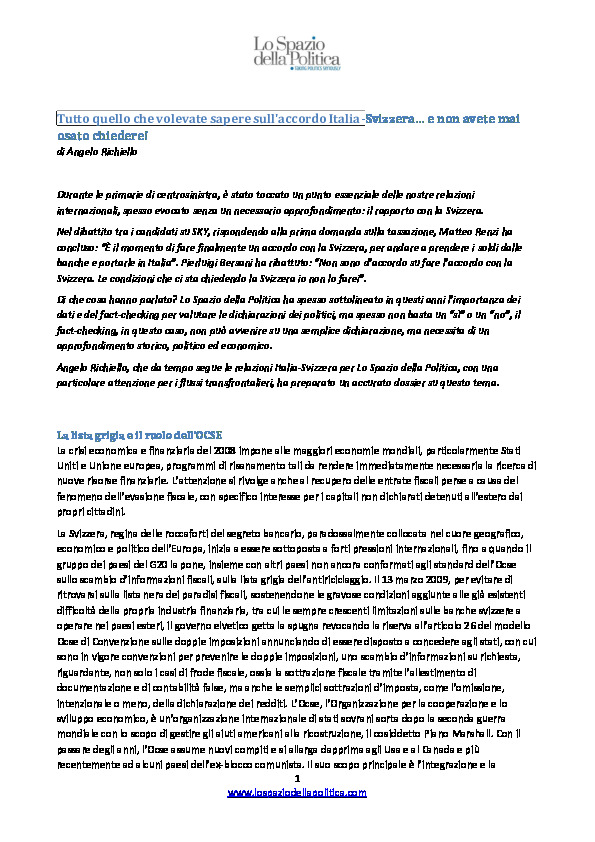 Lo Spazio
della Politica
TAKING POLITICS SERIOUSLY
Tutto quello che volevate sapere sull'accordo Italia-Svizzera… e non avete mai
osato chiedere!
di Angelo Richiello
Durante le primarie di centrosinistra, è stato toccato un punto essenziale delle nostre relazioni
internazionali, spesso evocato senza un necessario approfondimento: il rapporto con la Svizzera.
Nel dibattito tra i candidati su SKY, rispondendo alla prima domanda sulla tassazione, Matteo Renzi ha
concluso: "È il momento di fare finalmente un accordo con la Svizzera, per andare a prendere i soldi dalle
banche e portarle in Italia". Pierluigi Bersani ha ribattuto: "Non sono d'accordo su fare l'accordo con la
Svizzera. Le condizioni che ci sta chiedendo la Svizzera io non lo farei".
Di che cosa hanno parlato? Lo Spazio della Politica ha spesso sottolineato in questi anni l'importanza dei
dati e del fact-checking per valutare le dichiarazioni dei politici, ma spesso non basta un "sì" o un "no", il
fact-checking, in questo caso, non può avvenire su una semplice dichiarazione, ma necessita di un
approfondimento storico, politico ed economico.
Angelo Richiello, che da tempo segue le relazioni Italia-Svizzera per Lo Spazio della Politica, con una
particolare attenzione per i flussi transfrontalieri, ha preparato un accurato dossier su questo tema.
La lista grigia e il ruolo dell'OCSE
La crisi economica e finanziaria del 2008 impone alle maggiori economie mondiali, particolarmente Stati
Uniti e Unione europea, programmi di risanamento tali da rendere immediatamente necessaria la ricerca di
nuove risorse finanziarie. L'attenzione si rivolge anche al recupero delle entrate fiscali perse a causa del
fenomeno dell'evasione fiscale, con specifico interesse per i capitali non dichiarati detenuti all'estero dai
propri cittadini.
La Svizzera, regina delle roccaforti del segreto bancario, paradossalmente collocata nel cuore geografico,
economico e politico dell'Europa, inizia a essere sottoposta a forti pressioni internazionali, fino a quando il
gruppo dei paesi del G20 la pone, insieme con altri paesi non ancora conformati agli standard dell'Ocse
sullo scambio d'informazioni fiscali, sulla lista grigia dell'antiriciclaggio. Il 13 marzo 2009, per evitare di
ritrovarsi sulla lista nera dei paradisi fiscali, sostenendone le gravose condizioni aggiunte alle già esistenti
difficoltà della propria industria finanziaria, tra cui le sempre crescenti limitazioni sulle banche svizzere a
operare nei paesi esteri, il governo elvetico getta la spugna revocando la riserva all'articolo 26 del modello
Ocse di Convenzione sulle doppie imposizioni annunciando di essere disposto a concedere agli stati, con cui
sono in vigore convenzioni per prevenire le doppie imposizioni, uno scambio d'informazioni su richiesta,
riguardante, non solo i casi di frode fiscale, ossia la sottrazione fiscale tramite l'allestimento di
documentazione e di contabilità false, ma anche le semplici sottrazioni d'imposta, come l'omissione,
intenzionale o meno, della dichiarazione dei redditi. L'Ocse, l'Organizzazione per la cooperazione e lo
sviluppo economico, è un'organizzazione internazionale di stati sovrani sorta dopo la seconda guerra
mondiale con lo scopo di gestire gli aiuti americani alla ricostruzione, il cosiddetto Piano Marshall. Con il
passare degli anni, l'Ocse assume nuovi compiti e si allarga dapprima agli Usa e al Canada e più
recentemente ad alcuni paesi dell'ex-blocco comunista. Il suo scopo principale è l'integrazione e la
1
www.lospaziodellapolitica.com